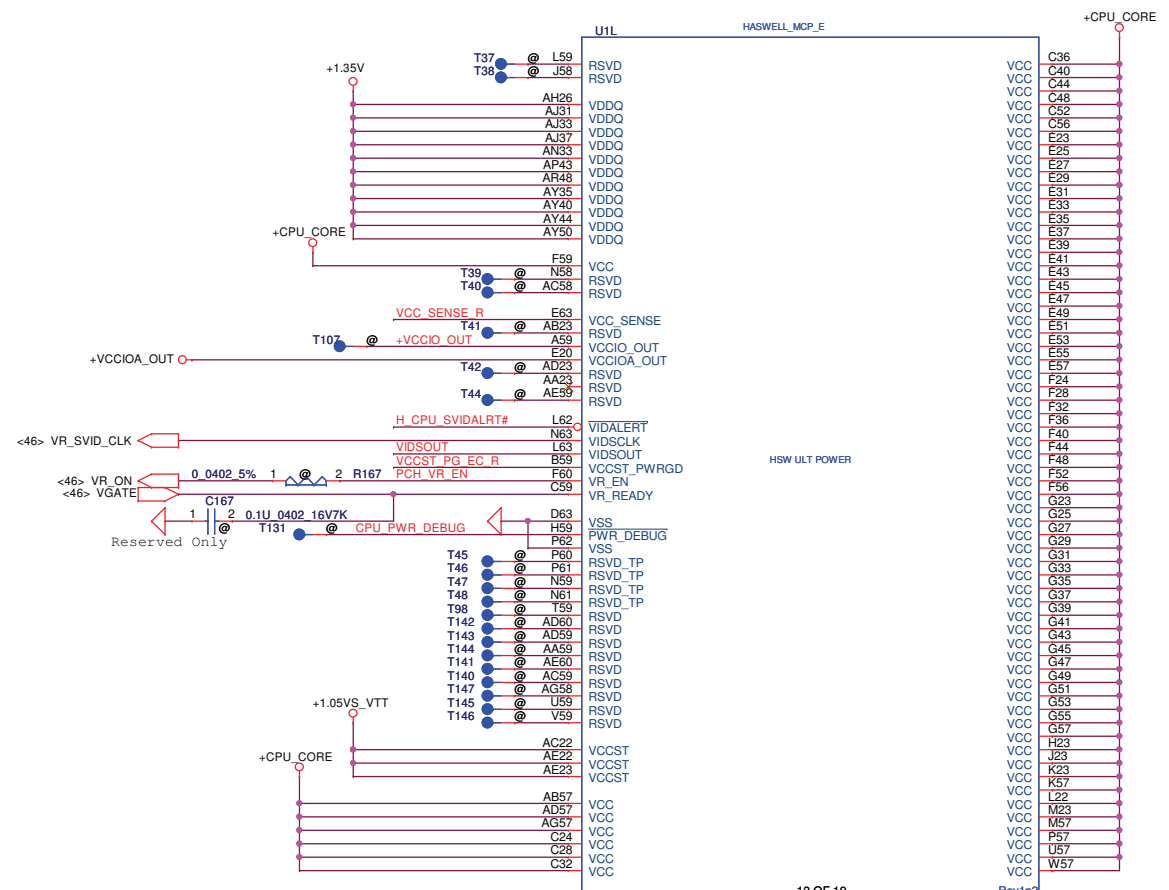 +CPU_CORE
U1L
HASWELL_MCP_E
T37 @ L59 RSVD VCC C36
T38 @ J58 RSVD VCC C40
+1.35V
VCC C44
AH26 VDDQ VCC C48
AJ31 VDDQ VCC C52
AJ33 VDDQ VCC C56
AJ37 VDDQ VCC E23
AN33 VDDQ VCC E25
AP43 VDDQ VCC E27
AR48 VDDQ VCC E29
AY35 VDDQ VCC E31
AY40 VDDQ VCC E33
AY44 VDDQ VCC E35
AY50 VDDQ VCC E37
+CPU_CORE
VCC E39
F59 VCC VCC E41
T39 @ N58 RSVD VCC E43
T40 @ AC58 RSVD VCC E45
VCC E47
VCC_SENSE_R E63 VCC_SENSE VCC E49
T41 @ AB23 RSVD VCC E51
T107 @ +VCCIO_OUT A59 VCCIO_OUT VCC E53
+VCCIOA_OUT E20 VCCIOA_OUT VCC E55
T42 @ AD23 RSVD VCC E57
AA23 RSVD VCC F24
T44 @ AE59 RSVD VCC F28
VCC F32
H_CPU_SVIDALRT# L62 VIDALERT VCC F36
<46> VR_SVID_CLK N63 VIDSCLK VCC F40
VIDSOUT L63 VIDSOUT VCC F44
VCCST_PG_EC_R B59 VCCST_PWRGD VCC F48
HSW ULT POWER
<46> VR_ON 0_0402_5% 1 @ 2 R167 PCH_VR_EN F60 VR_EN VCC F52
<46> VGATE C59 VR_READY VCC F56
VCC G23
C167 1 2 0.1U_0402_16V7K @ D63 VSS VCC G25
T131 @ CPU_PWR_DEBUG H59 PWR_DEBUG VCC G27
Reserved Only
P62 VSS VCC G29
T45 @ P60 RSVD_TP VCC G31
T46 @ P61 RSVD_TP VCC G33
T47 @ N59 RSVD_TP VCC G35
T48 @ N61 RSVD_TP VCC G37
T98 @ T59 RSVD VCC G39
T142 @ AD60 RSVD VCC G41
T143 @ AD59 RSVD VCC G43
T144 @ AA59 RSVD VCC G45
T141 @ AE60 RSVD VCC G47
T140 @ AC59 RSVD VCC G49
T147 @ AG58 RSVD VCC G51
T145 @ U59 RSVD VCC G53
T146 @ V59 RSVD VCC G55
+1.05VS_VTT
VCC G57
AC22 VCCST VCC H23
AE22 VCCST VCC J23
AE23 VCCST VCC K23
+CPU_CORE
VCC K57
AB57 VCC VCC L22
AD57 VCC VCC M23
AG57 VCC VCC M57
C24 VCC VCC P57
C28 VCC VCC U57
C32 VCC VCC W57